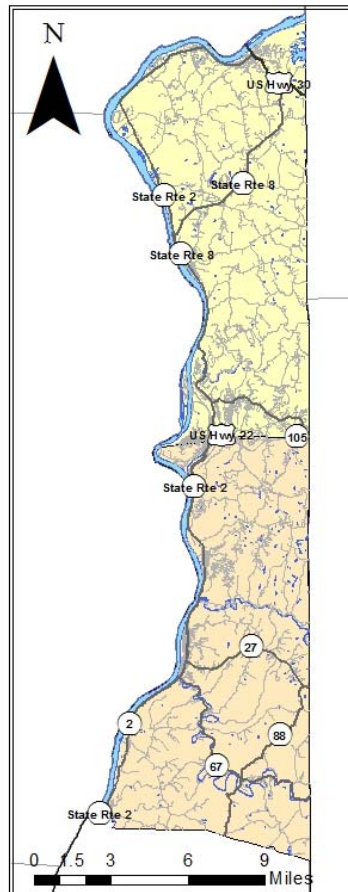 N
US Hwy 30
State Rte 2
State Rte 8
State Rte 8
US Hwy 22
105
State Rte 2
27
2
88
67
State Rte 2
0 1.5 3 6 9
Miles